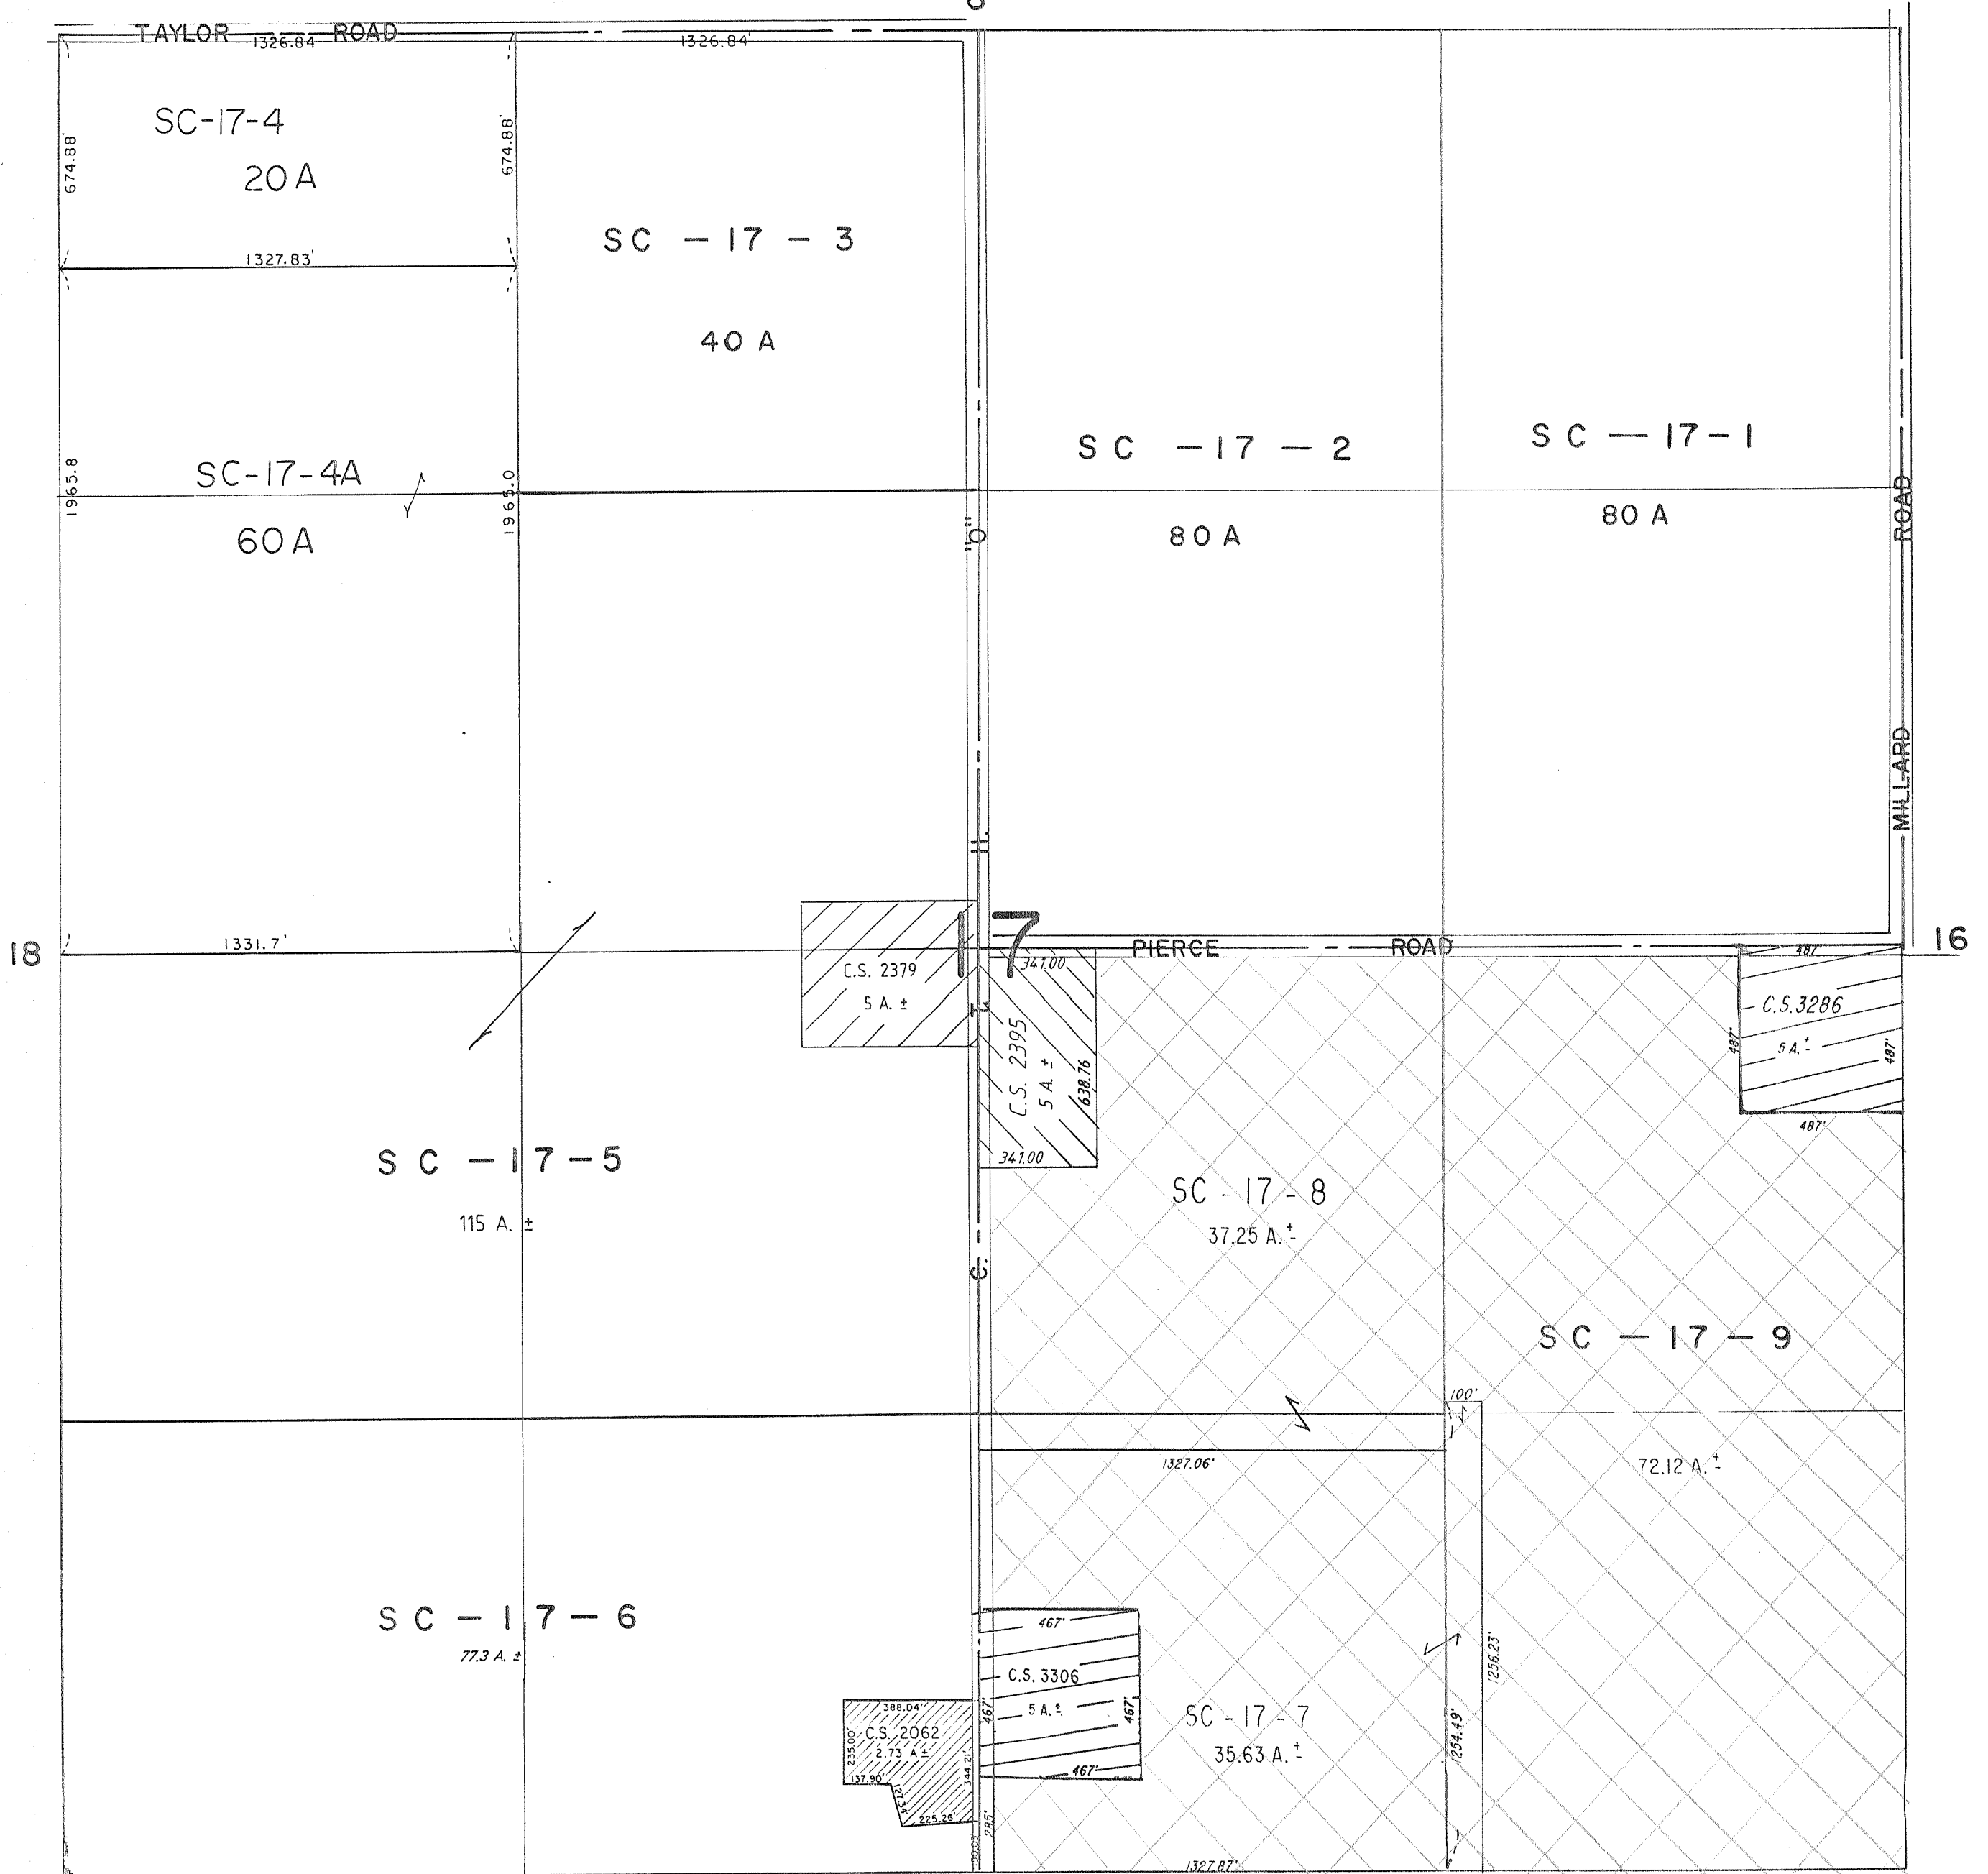 TAYLOR ROAD
1326.84
1326.84'
SC-17-4
20 A
674.88'
674.88'
1327.83'
SC - 17 - 3
40 A
SC-17-4A
60 A
1965.8
1965.0
1331.7'
SC - 17 - 2
80 A
SC - 17 - 1
80 A
MILLARD ROAD
C. T. H. "O"
18
17
16
PIERCE ROAD
C.S. 2379
5 A. ±
341.00
C.S. 2395
5 A. ±
638.76
341.00
487'
C.S. 3286
5 A. ±
487'
487'
487'
SC - 17 - 5
115 A. ±
SC - 17 - 8
37.25 A. ±
SC - 17 - 9
72.12 A. ±
100'
1327.06'
SC - 17 - 6
77.3 A. ±
467'
C.S. 3306
5 A. ±
467'
467'
467'
388.04'
C.S. 2062
2.73 A ±
235.00'
137.90'
127.34'
225.26'
344.21'
295'
100.03'
SC - 17 - 7
35.63 A. ±
1256.23'
1254.49'
1327.87'